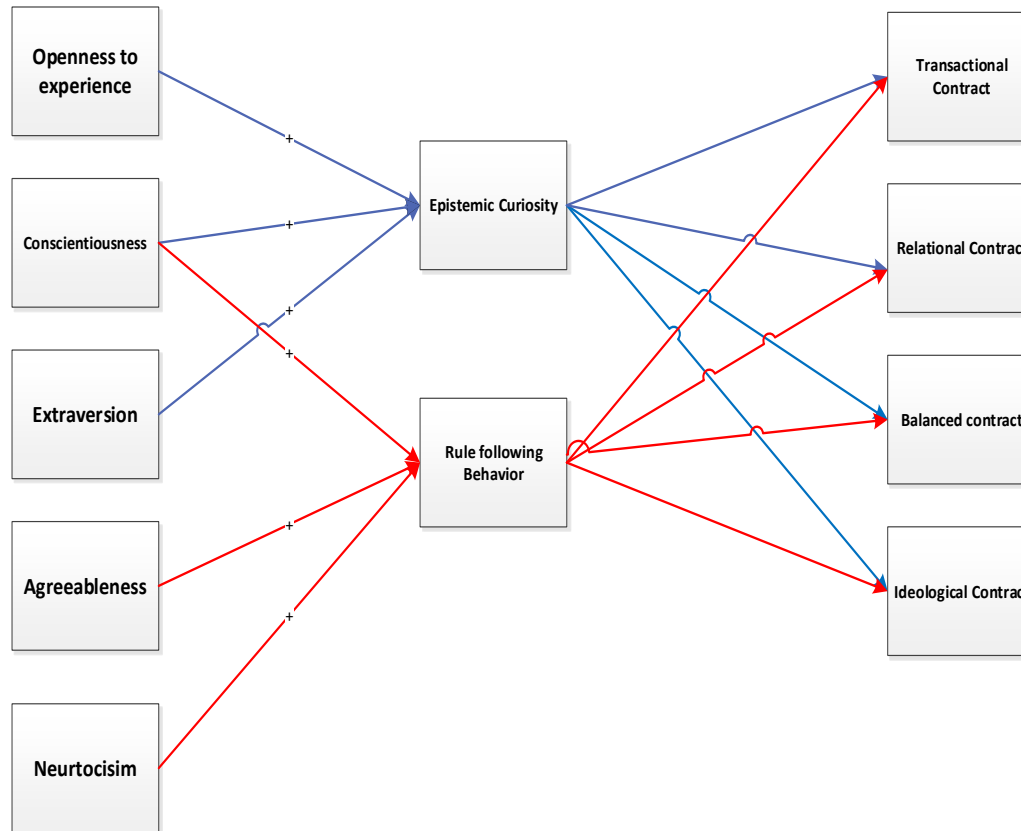 Openness to
experience
Conscientiousness
Extraversion
Agreeableness
Neurtocisim
+
+
+
+
+
+
Epistemic Curiosity
Rule following
Behavior
Transactional
Contract
Relational Contrac
Balanced contract
Ideological Contrac